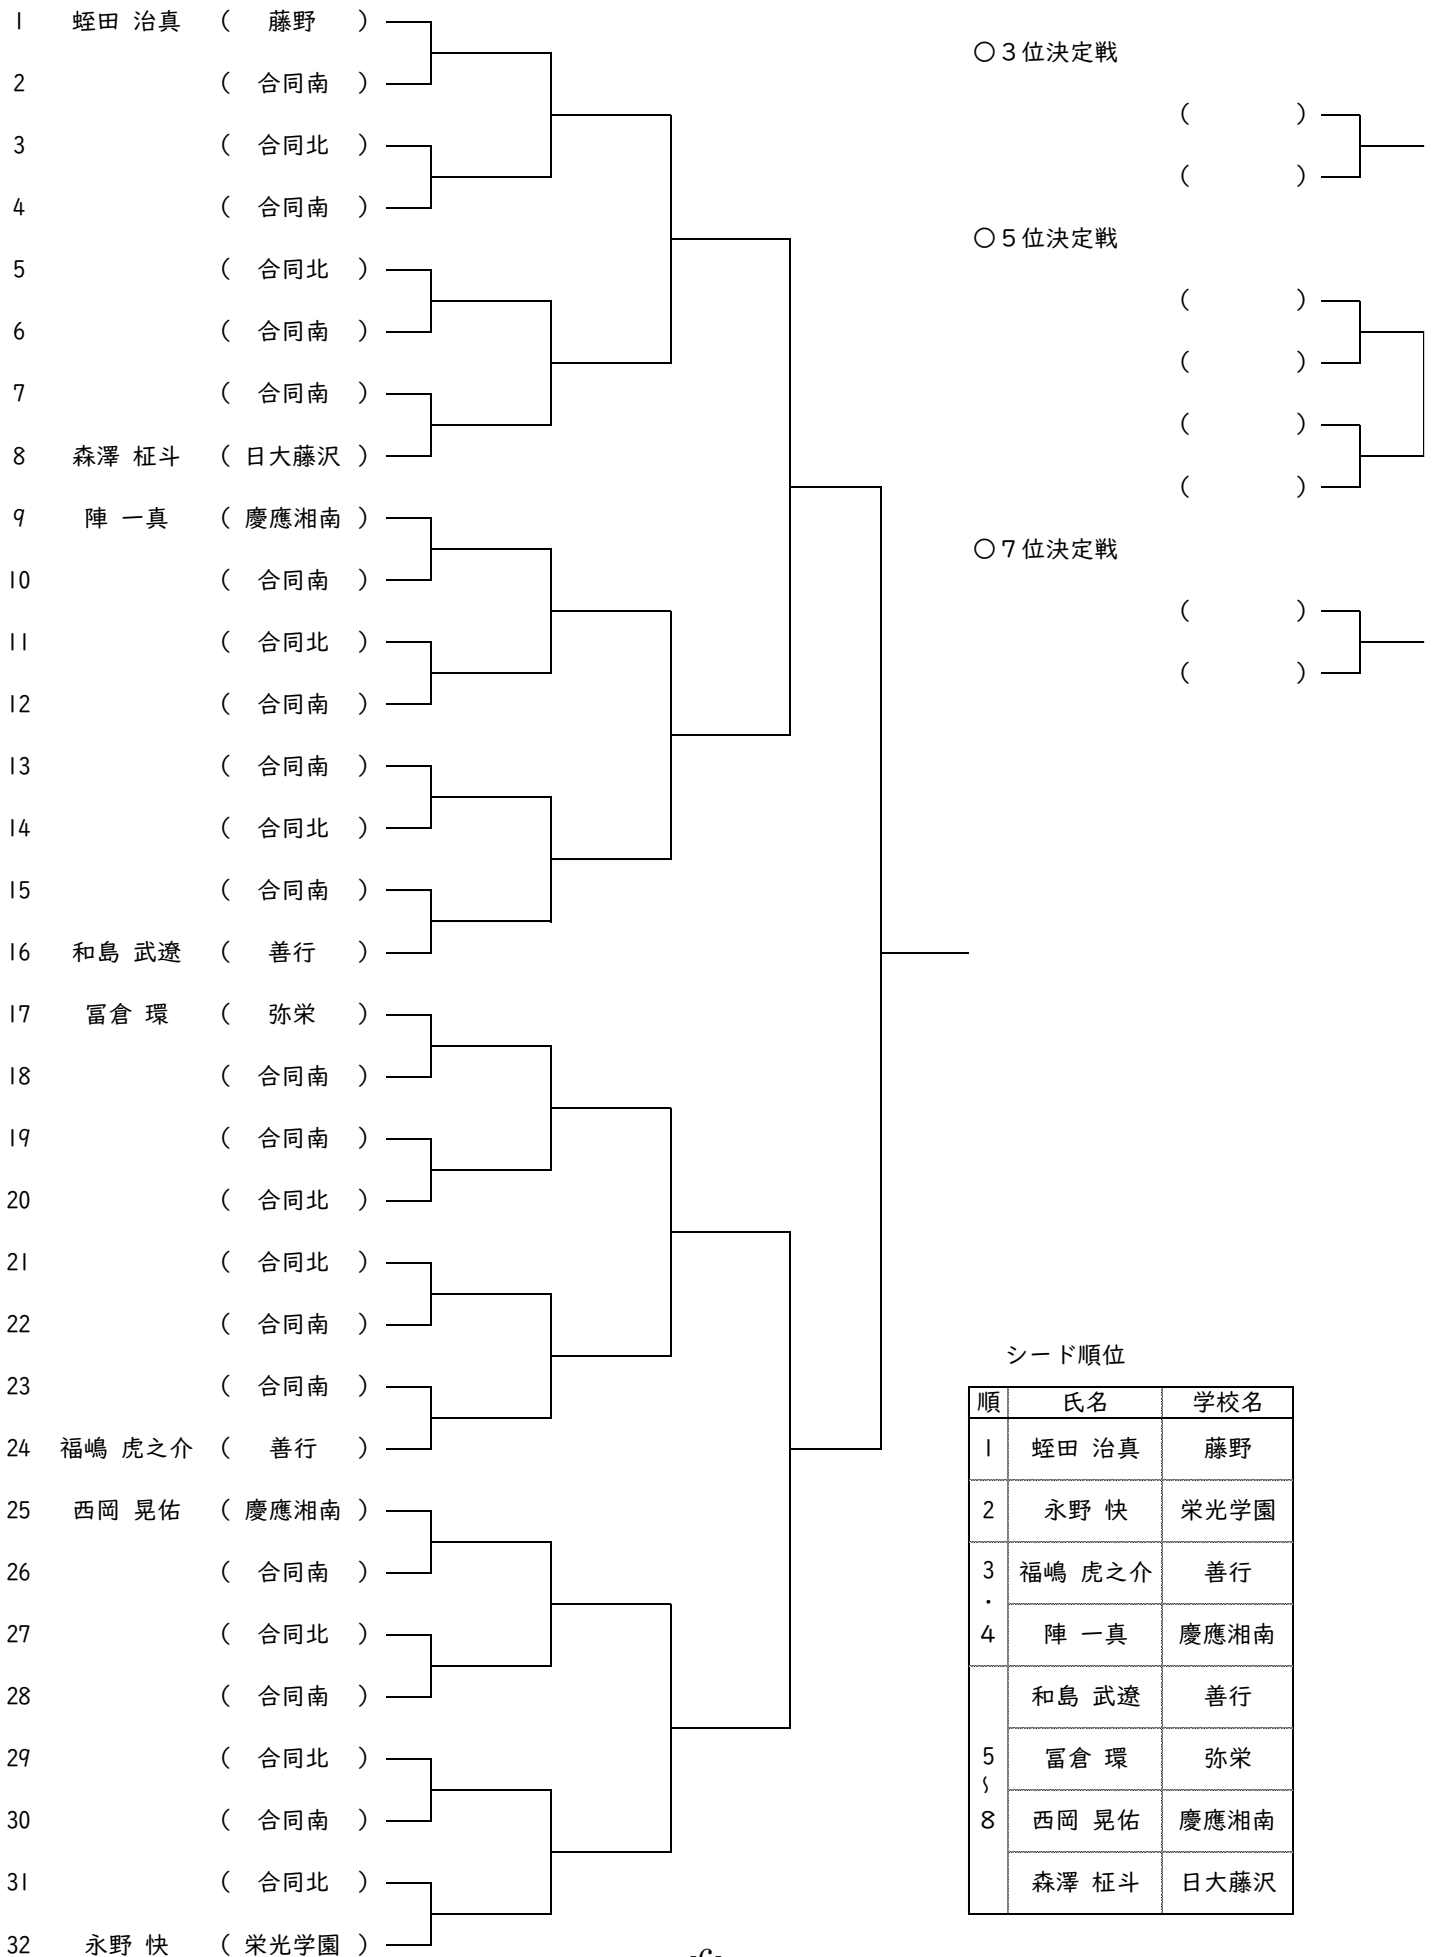 1 蛭田 治真 ( 藤野 )
2 ( 合同南 )
3 ( 合同北 )
4 ( 合同南 )
5 ( 合同北 )
6 ( 合同南 )
7 ( 合同南 )
8 森澤 柾斗 ( 日大藤沢 )
9 陣 一真 ( 慶應湘南 )
10 ( 合同南 )
11 ( 合同北 )
12 ( 合同南 )
13 ( 合同南 )
14 ( 合同北 )
15 ( 合同南 )
16 和島 武遼 ( 善行 )
17 冨倉 環 ( 弥栄 )
18 ( 合同南 )
19 ( 合同南 )
20 ( 合同北 )
21 ( 合同北 )
22 ( 合同南 )
23 ( 合同南 )
24 福嶋 虎之介 ( 善行 )
25 西岡 晃佑 ( 慶應湘南 )
26 ( 合同南 )
27 ( 合同北 )
28 ( 合同南 )
29 ( 合同北 )
30 ( 合同南 )
31 ( 合同北 )
32 永野 快 ( 栄光学園 )
○3位決定戦
( )
( )
○5位決定戦
( )
( )
( )
( )
○7位決定戦
( )
( )
シード順位
順 氏名 学校名
1 蛭田 治真 藤野
2 永野 快 栄光学園
3・4 福嶋 虎之介 善行
陣 一真 慶應湘南
5〜8 和島 武遼 善行
冨倉 環 弥栄
西岡 晃佑 慶應湘南
森澤 柾斗 日大藤沢